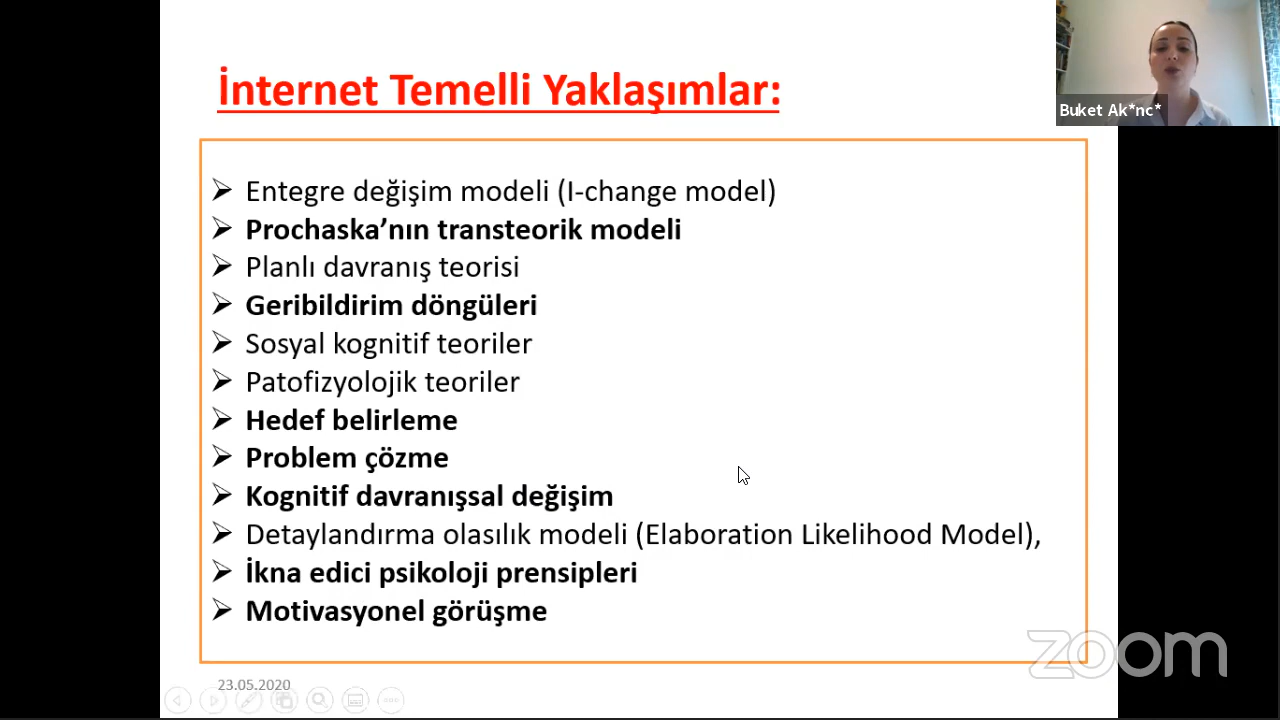 İnternet Temelli Yaklaşımlar:
Buket Ak*nc*
➢ Entegre değişim modeli (I-change model)
➢ Prochaska’nın transteorik modeli
➢ Planlı davranış teorisi
➢ Geribildirim döngüleri
➢ Sosyal kognitif teoriler
➢ Patofizyolojik teoriler
➢ Hedef belirleme
➢ Problem çözme
➢ Kognitif davranışsal değişim
➢ Detaylandırma olasılık modeli (Elaboration Likelihood Model),
➢ İkna edici psikoloji prensipleri
➢ Motivasyonel görüşme
zoom
23.05.2020